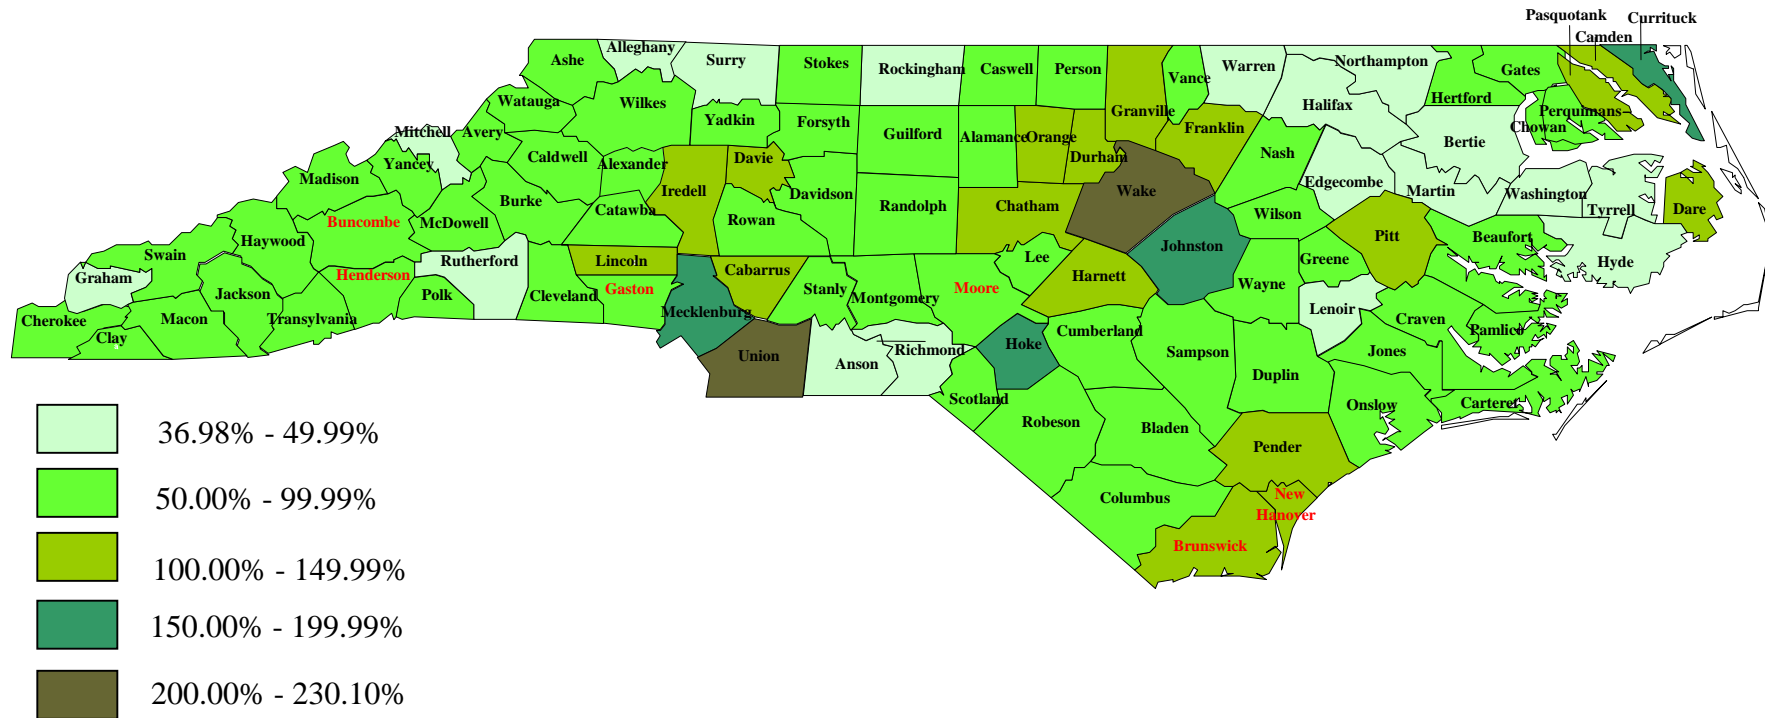 Pasquotank
Currituck
Camden
Alleghany
Ashe
Surry
Stokes
Rockingham
Caswell
Person
Vance
Warren
Northampton
Gates
Hertford
Watauga
Wilkes
Yadkin
Forsyth
Granville
Halifax
Perquimans
Chowan
Mitchell
Avery
Guilford
Alamance
Orange
Durham
Franklin
Bertie
Yancey
Caldwell
Alexander
Davie
Nash
Madison
Iredell
Davidson
Wake
Edgecombe
Martin
Washington
Burke
Catawba
Rowan
Randolph
Chatham
Wilson
Tyrrell
Dare
Buncombe
McDowell
Haywood
Swain
Johnston
Pitt
Beaufort
Rutherford
Lincoln
Cabarrus
Lee
Greene
Hyde
Graham
Henderson
Harnett
Jackson
Polk
Cleveland
Gaston
Stanly
Montgomery
Moore
Wayne
Cherokee
Macon
Transylvania
Mecklenburg
Lenoir
Craven
Clay
Cumberland
Pamlico
Union
Anson
Richmond
Hoke
Sampson
Jones
Duplin
Scotland
Onslow
Carteret
Robeson
Bladen
Pender
Columbus
New
Hanover
Brunswick
36.98% - 49.99%
50.00% - 99.99%
100.00% - 149.99%
150.00% - 199.99%
200.00% - 230.10%